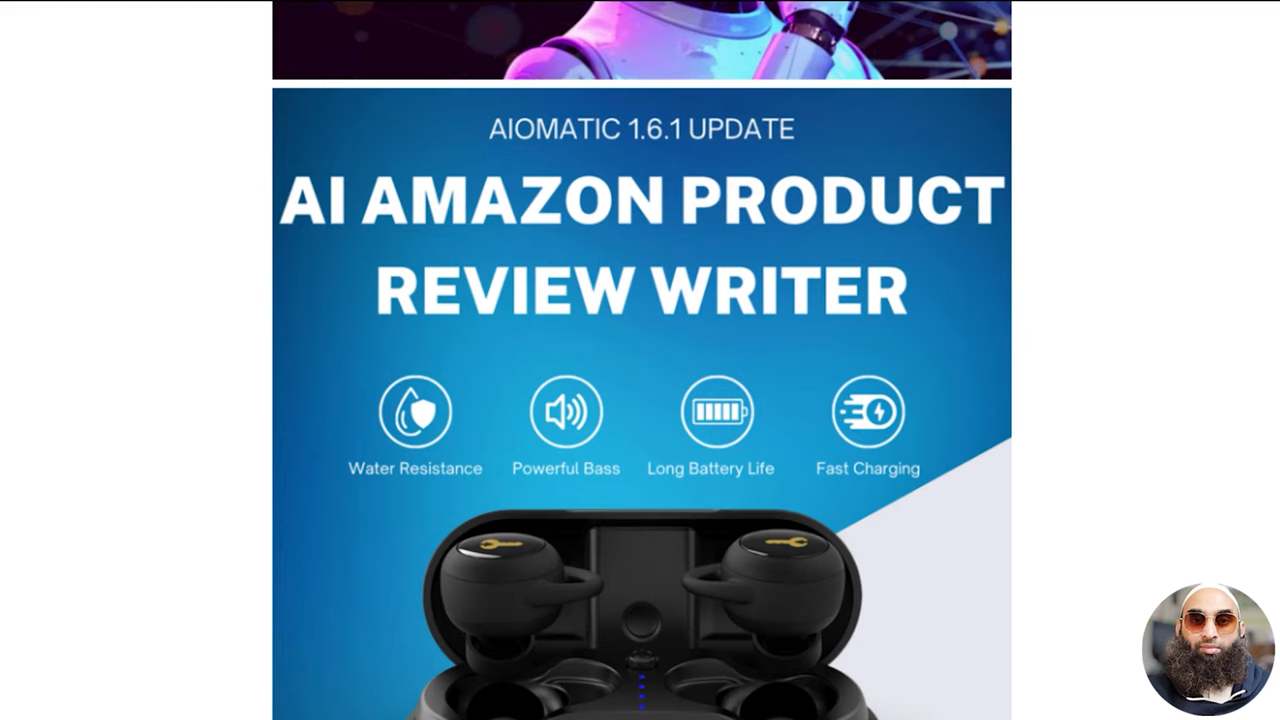 AIOMATIC 1.6.1 UPDATE
AI AMAZON PRODUCT
REVIEW WRITER
Water Resistance
Powerful Bass
Long Battery Life
Fast Charging